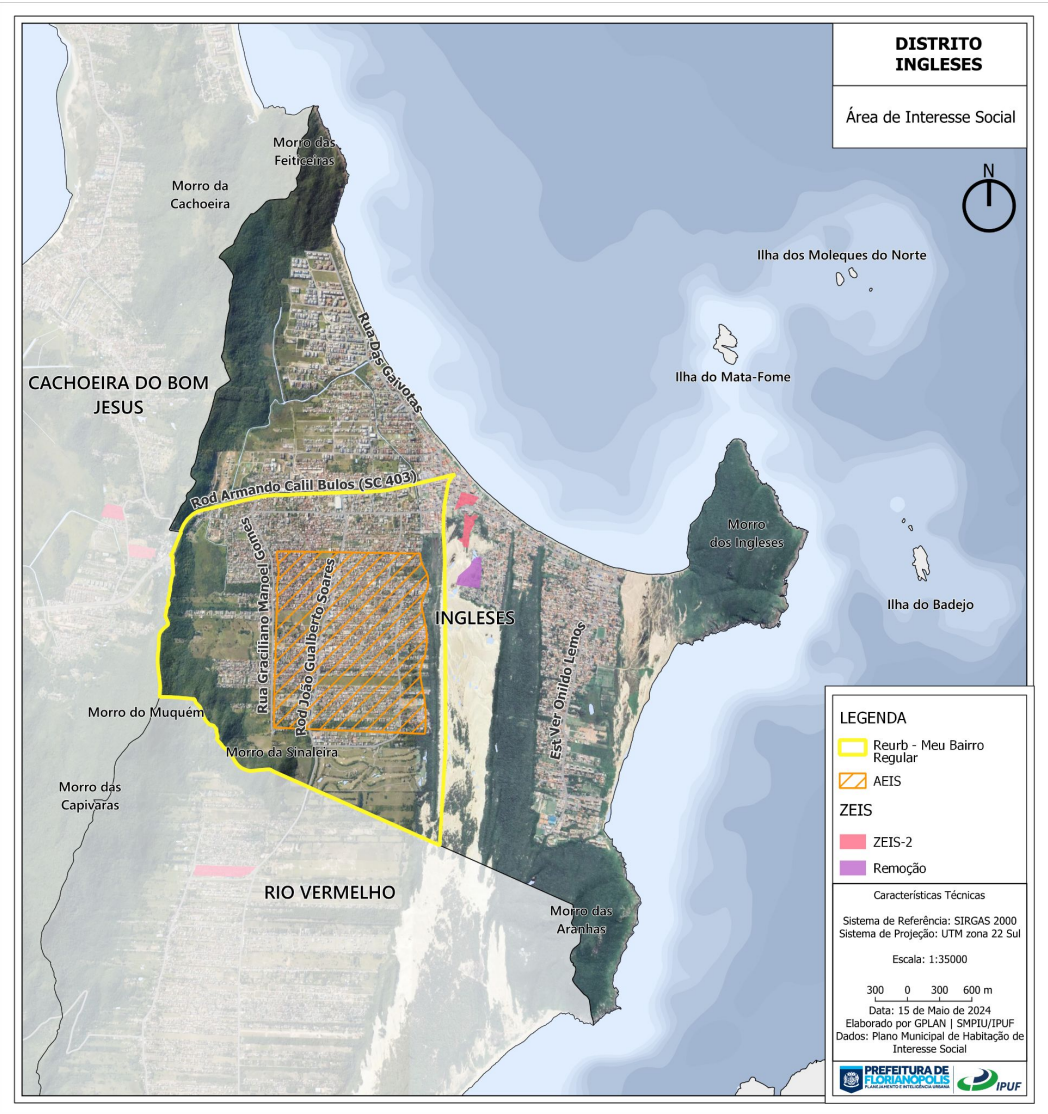 DISTRITO
INGLESES
Área de Interesse Social
N
Morro das
Feiticeiras
Morro da
Cachoeira
Ilha dos Moleques do Norte
Rua Das Gaivotas
Ilha do Mata-Fome
CACHOEIRA DO BOM
JESUS
Rod Armando Calil Bulos (SC 403)
Morro
dos Ingleses
Rua Graciliano Manoel Gomes
Rod João Gualberto Soares
INGLESES
Ilha do Badejo
Est Ver Onildo Lemos
Morro do Muquém
Morro da Sinaleira
Morro das
Capivaras
RIO VERMELHO
Morro das
Aranhas
LEGENDA
Reurb - Meu Bairro
Regular
AEIS
ZEIS
ZEIS-2
Remoção
Características Técnicas
Sistema de Referência: SIRGAS 2000
Sistema de Projeção: UTM zona 22 Sul
Escala: 1:35000
300 0 300 600 m
Data: 15 de Maio de 2024
Elaborado por GPLAN | SMPIU/IPUF
Dados: Plano Municipal de Habitação de
Interesse Social
PREFEITURA DE
FLORIANÓPOLIS
PLANEJAMENTO E INTELIGÊNCIA URBANA
IPUF